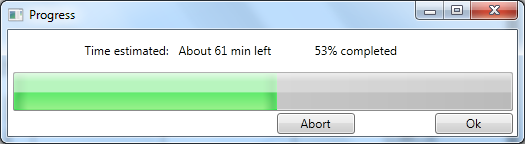 Progress
Time estimated: About 61 min left 53% completed
Abort Ok